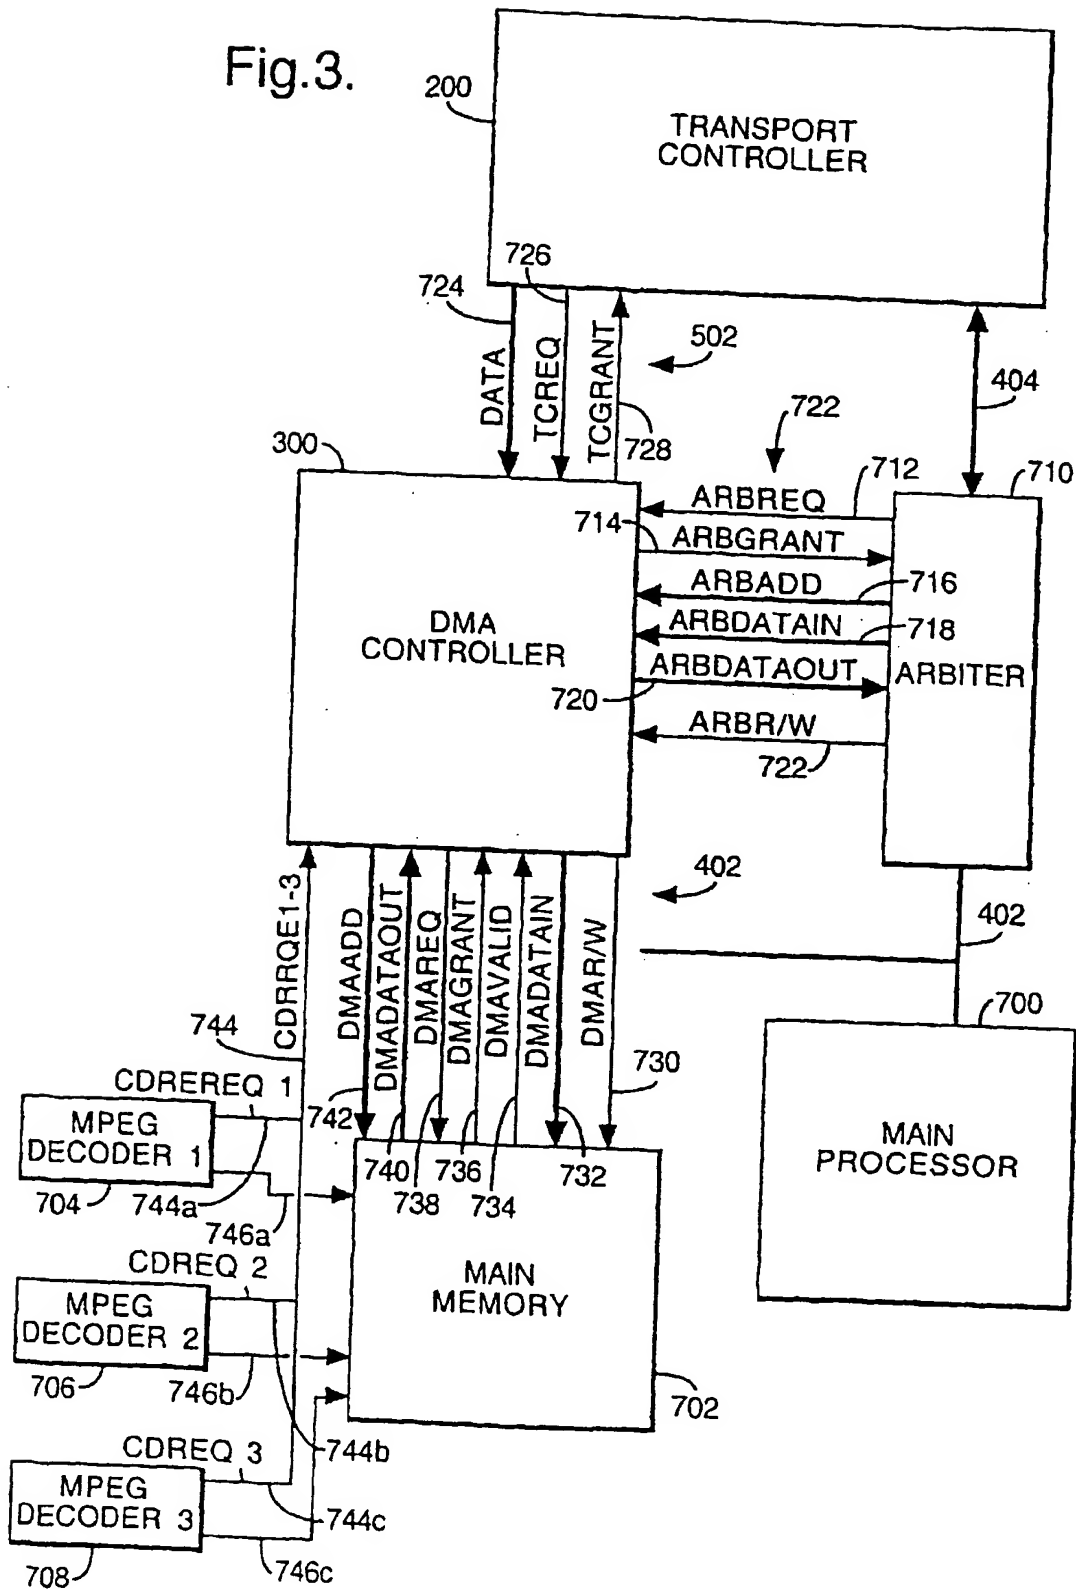 Fig.3.
200
TRANSPORT
CONTROLLER
726
724
DATA
TCREQ
TCGRANT
502
728
404
722
300
712
710
ARBREQ
714
ARBGRANT
ARBADD
716
ARBDATAIN
718
DMA
CONTROLLER
ARBDATAOUT
ARBITER
720
ARBR/W
722
402
CDRRQE1-3
DMAADD
DMADATAOUT
DMAREQ
DMAGRANT
DMAVALID
DMADATAIN
DMAR/W
402
700
744
730
CDREREQ 1
742
MPEG
DECODER 1
740
736
732
738
734
704
744a
746a
MAIN
PROCESSOR
CDREQ 2
MAIN
MEMORY
MPEG
DECODER 2
706
746b
702
CDREQ 3
744b
MPEG
DECODER 3
744c
708
746c